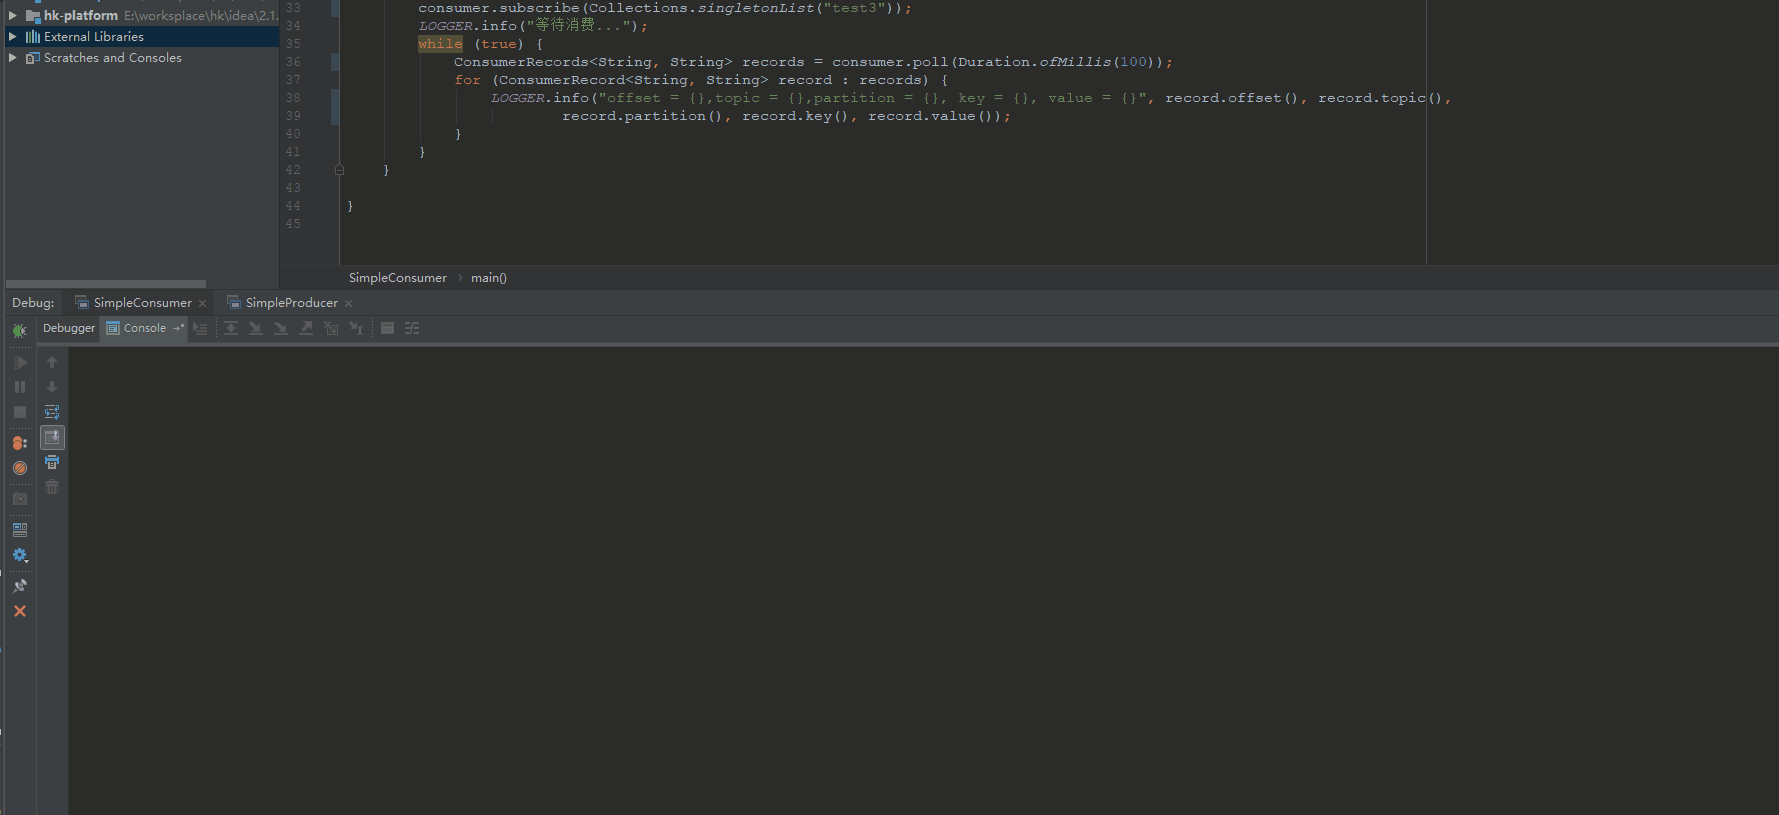 hk-platform E:\worksplace\hk\idea\2.1.
External Libraries
Scratches and Consoles
33 consumer.subscribe(Collections.singletonList("test3"));
34 LOGGER.info("等待消费...");
35 while (true) {
36 ConsumerRecords<String, String> records = consumer.poll(Duration.ofMillis(100));
37 for (ConsumerRecord<String, String> record : records) {
38 LOGGER.info("offset = {},topic = {},partition = {}, key = {}, value = {}", record.offset(), record.topic(),
39 record.partition(), record.key(), record.value());
40 }
41 }
42 }
43
44 }
45
SimpleConsumer › main()
Debug: SimpleConsumer SimpleProducer
Debugger Console